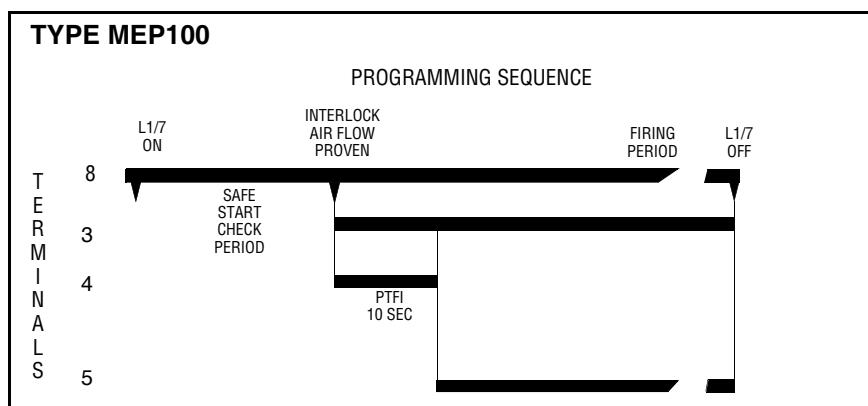 TYPE MEP100
PROGRAMMING SEQUENCE
L1/7
ON
INTERLOCK
AIR FLOW
PROVEN
FIRING
PERIOD
L1/7
OFF
TERMINALS
8
SAFE
START
CHECK
PERIOD
3
4
PTFI
10 SEC
5